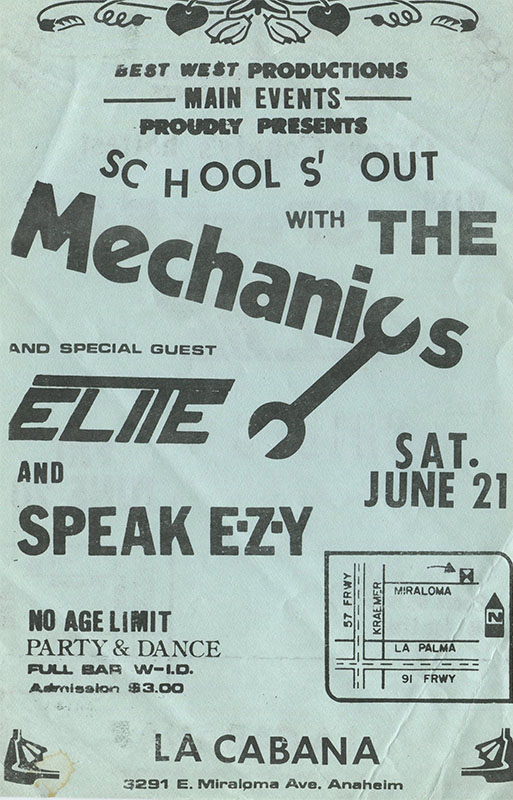 BEST WEST PRODUCTIONS
MAIN EVENTS
PROUDLY PRESENTS
SCHOOLS' OUT
WITH THE
Mechanics
AND SPECIAL GUEST
ELITE
AND
SPEAK E-Z-Y
SAT.
JUNE 21
57 FRWY
KRAEMER
MIRALOMA
LA PALMA
91 FRWY
N
NO AGE LIMIT
PARTY & DANCE
FULL BAR W-I.D.
Admission $3.00
LA CABANA
3291 E. Miraloma Ave. Anaheim